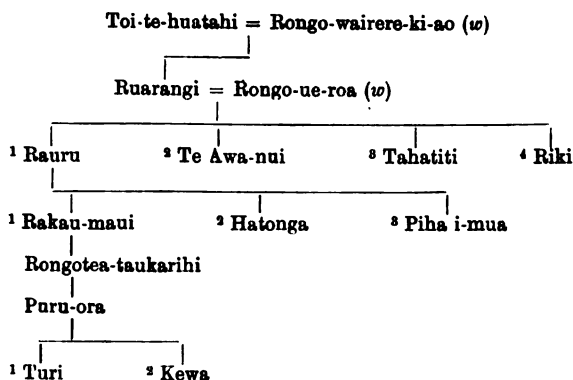 Toi-te-huatahi = Rongo-wairere-ki-ao (w)
Ruarangi = Rongo-ue-roa (w)
¹ Rauru ² Te Awa-nui ³ Tahatiti ⁴ Riki
¹ Rakau-maui ² Hatonga ³ Piha i-mua
Rongotea-taukarihi
Puru-ora
¹ Turi ² Kewa